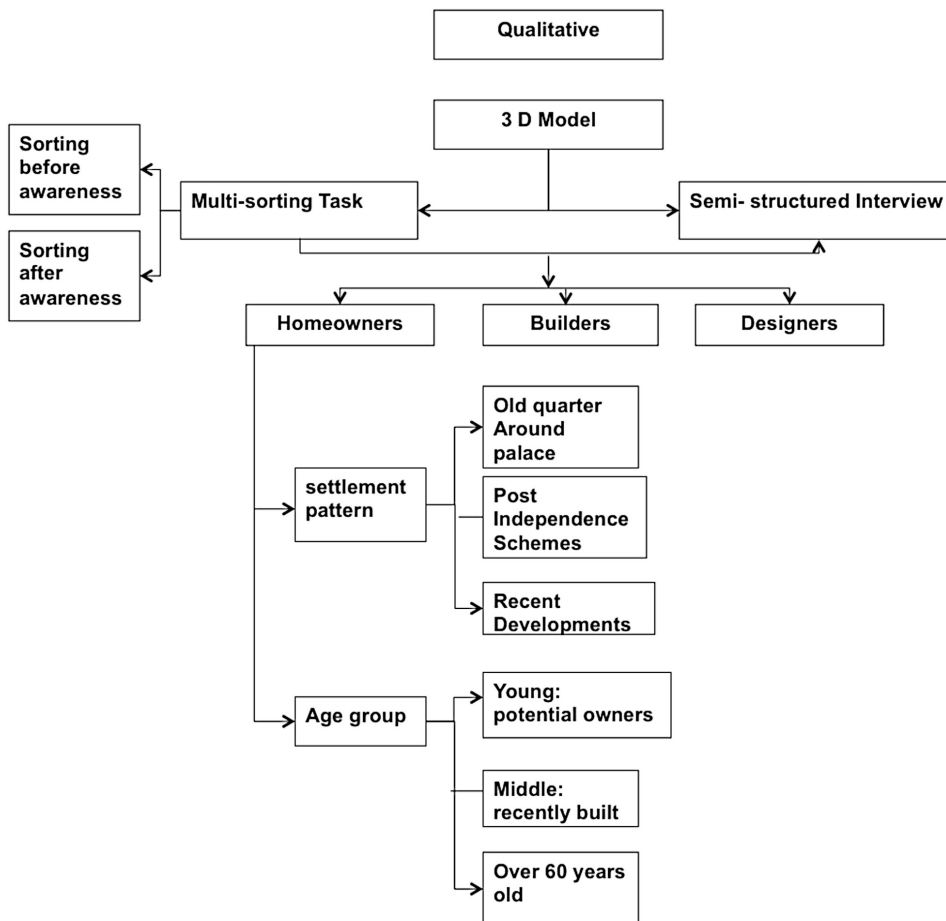 Qualitative
3 D Model
Sorting
before
awareness
Multi-sorting Task
Semi- structured Interview
Sorting
after
awareness
Homeowners
Builders
Designers
Old quarter
Around
palace
settlement
pattern
Post
Independence
Schemes
Recent
Developments
Young:
potential owners
Age group
Middle:
recently built
Over 60 years
old